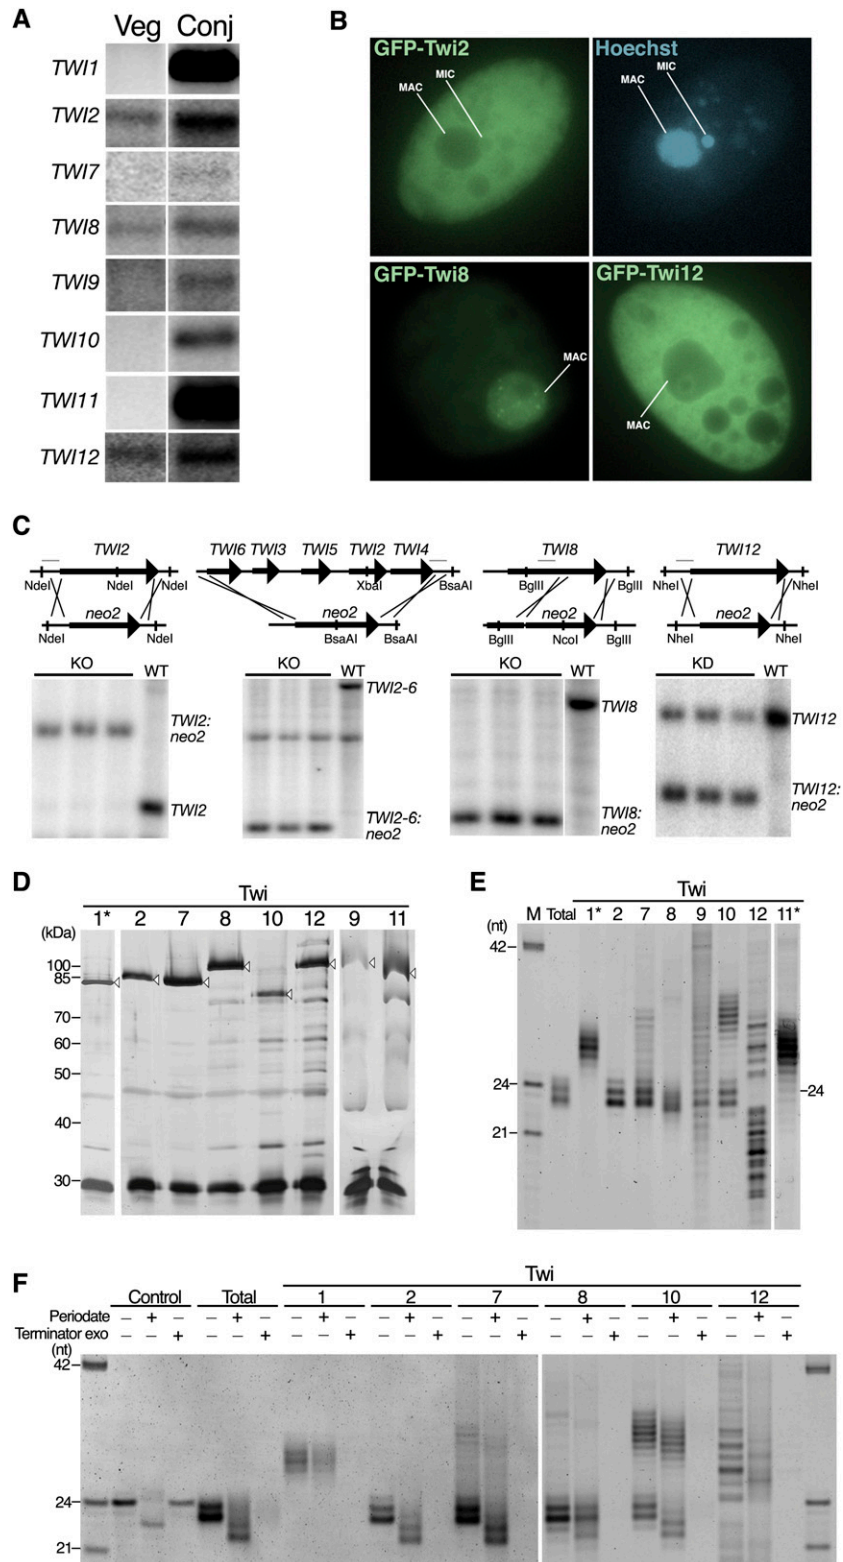 A
Veg Conj
TWI1
TWI2
TWI7
TWI8
TWI9
TWI10
TWI11
TWI12
B
GFP-Twi2
MAC
MIC
Hoechst
MAC
MIC
GFP-Twi8
MAC
GFP-Twi12
MAC
C
TWI2
NdeI NdeI NdeI
neo2
NdeI NdeI
KO WT
TWI2:
neo2
TWI2
TWI6 TWI3 TWI5 TWI2 TWI4
XbaI BsaAI
neo2
BsaAI BsaAI
KO WT
TWI2-6
TWI2-6:
neo2
TWI8
BglII BglII
neo2
BglII NcoI BglII
KO WT
TWI8
TWI8:
neo2
TWI12
NheI NheI
neo2
NheI NheI
KD WT
TWI12
TWI12:
neo2
D
Twi
1* 2 7 8 10 12 9 11
(kDa)
100
85
70
60
50
40
30
E
Twi
M Total 1* 2 7 8 9 10 12 11*
(nt)
42
24
21
24
F
Twi
Control Total 1 2 7 8 10 12
Periodate – + – – + – – + – – + – – + – – + – – + – – + –
Terminator exo – – + – – + – – + – – + – – + – – + – – + – – +
(nt)
42
24
21